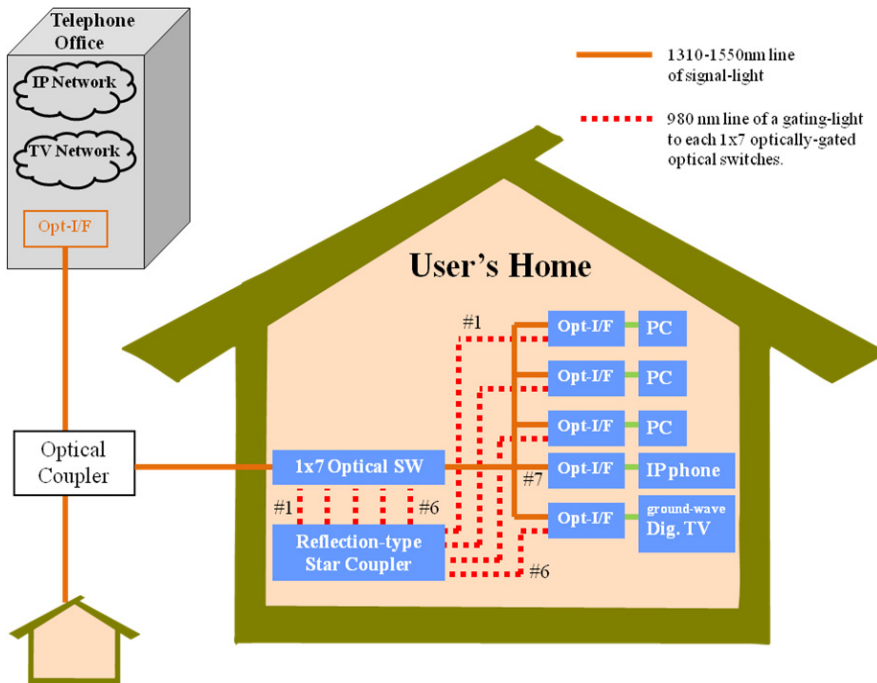 Telephone
Office
IP Network
TV Network
Opt-I/F
1310-1550nm line
of signal-light
980 nm line of a gating-light
to each 1x7 optically-gated
optical switches.
User's Home
#1
Opt-I/F
PC
Opt-I/F
PC
Opt-I/F
PC
Optical
Coupler
1x7 Optical SW
#7
Opt-I/F
IP phone
#1
#6
Opt-I/F
ground-wave
Dig. TV
Reflection-type
Star Coupler
#6